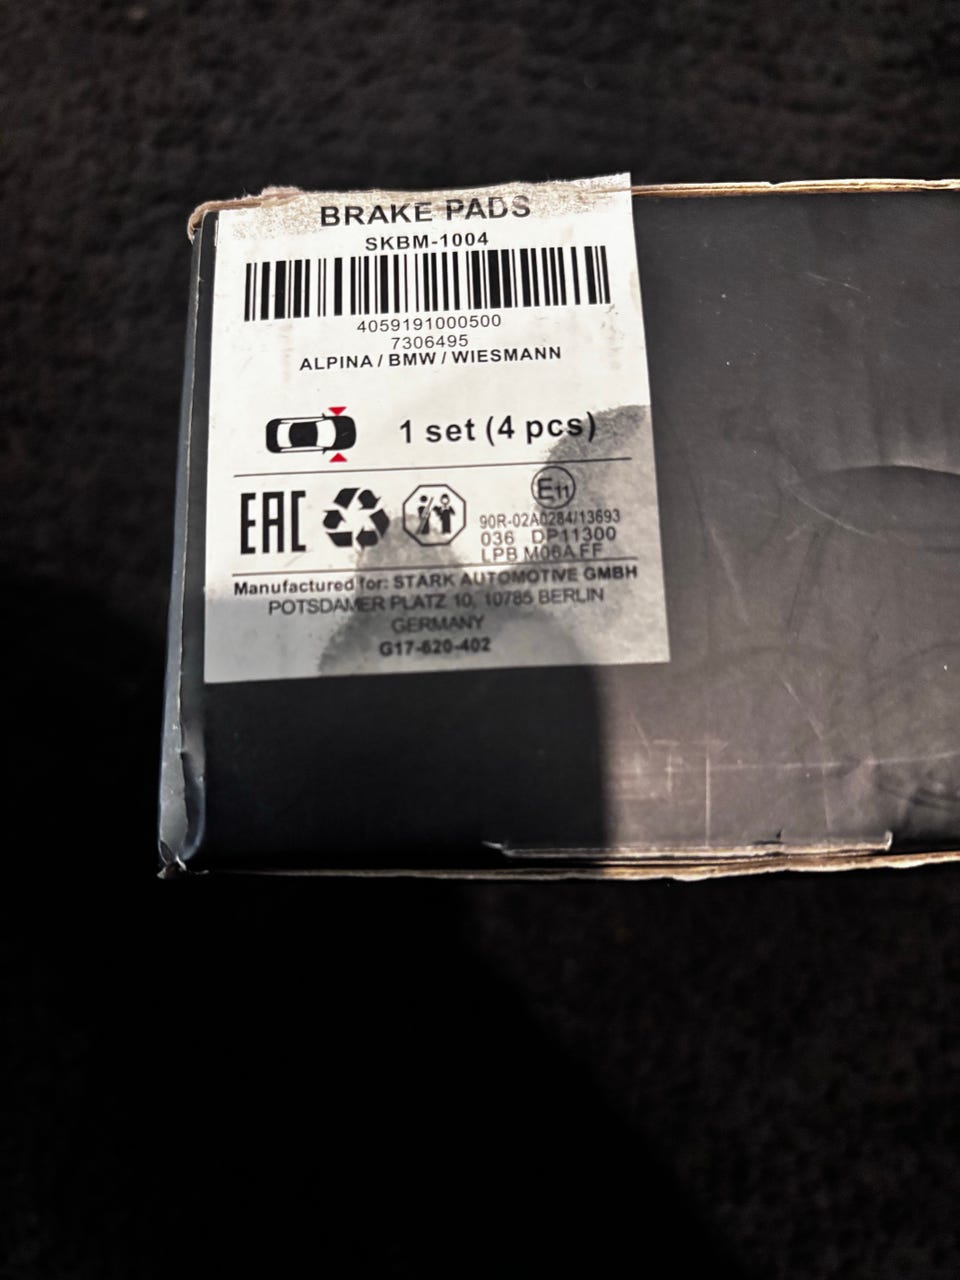 BRAKE PADS
SKBM-1004
4059191000500
7306495
ALPINA / BMW / WIESMANN
1 set (4 pcs)
EAC
E11
90R-02A0284/13693
036 DP11300
LPB M08A FF
Manufactured for: STARK AUTOMOTIVE GMBH
POTSDAMER PLATZ 10, 10785 BERLIN
GERMANY
G17-620-402